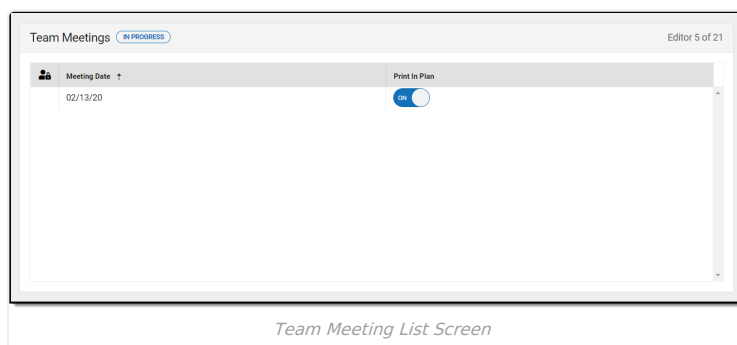 Team Meetings IN PROGRESS Editor 5 of 21
Meeting Date ↑ Print In Plan
02/13/20 ON
Team Meeting List Screen